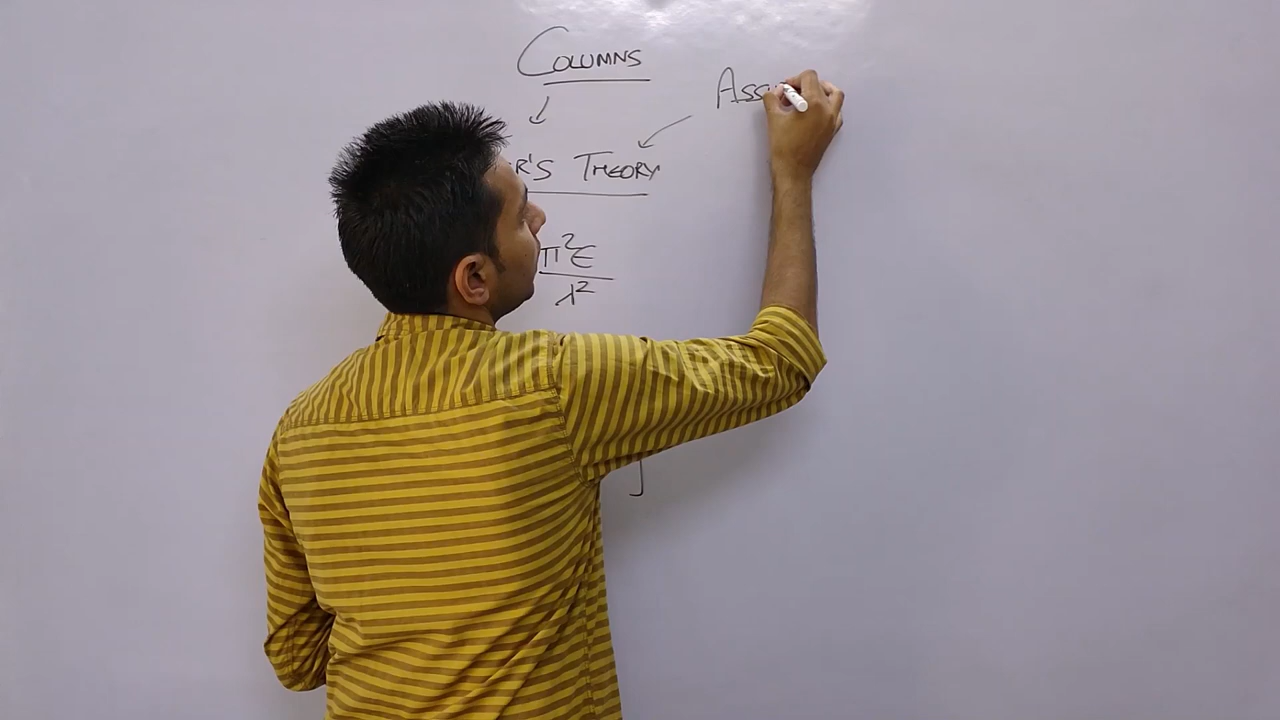 COLUMNS
ASS
R'S THEORY
π²E
λ²